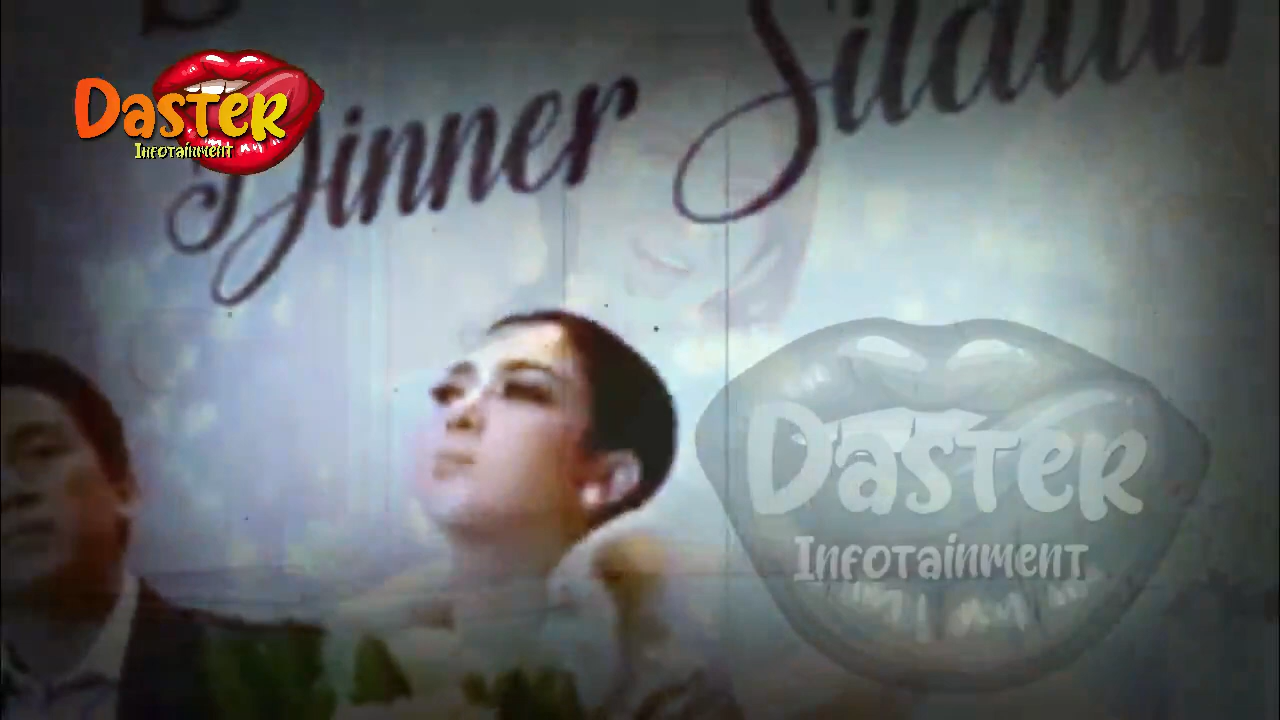 Dinner
Daster
Infotainment
Daster
Infotainment